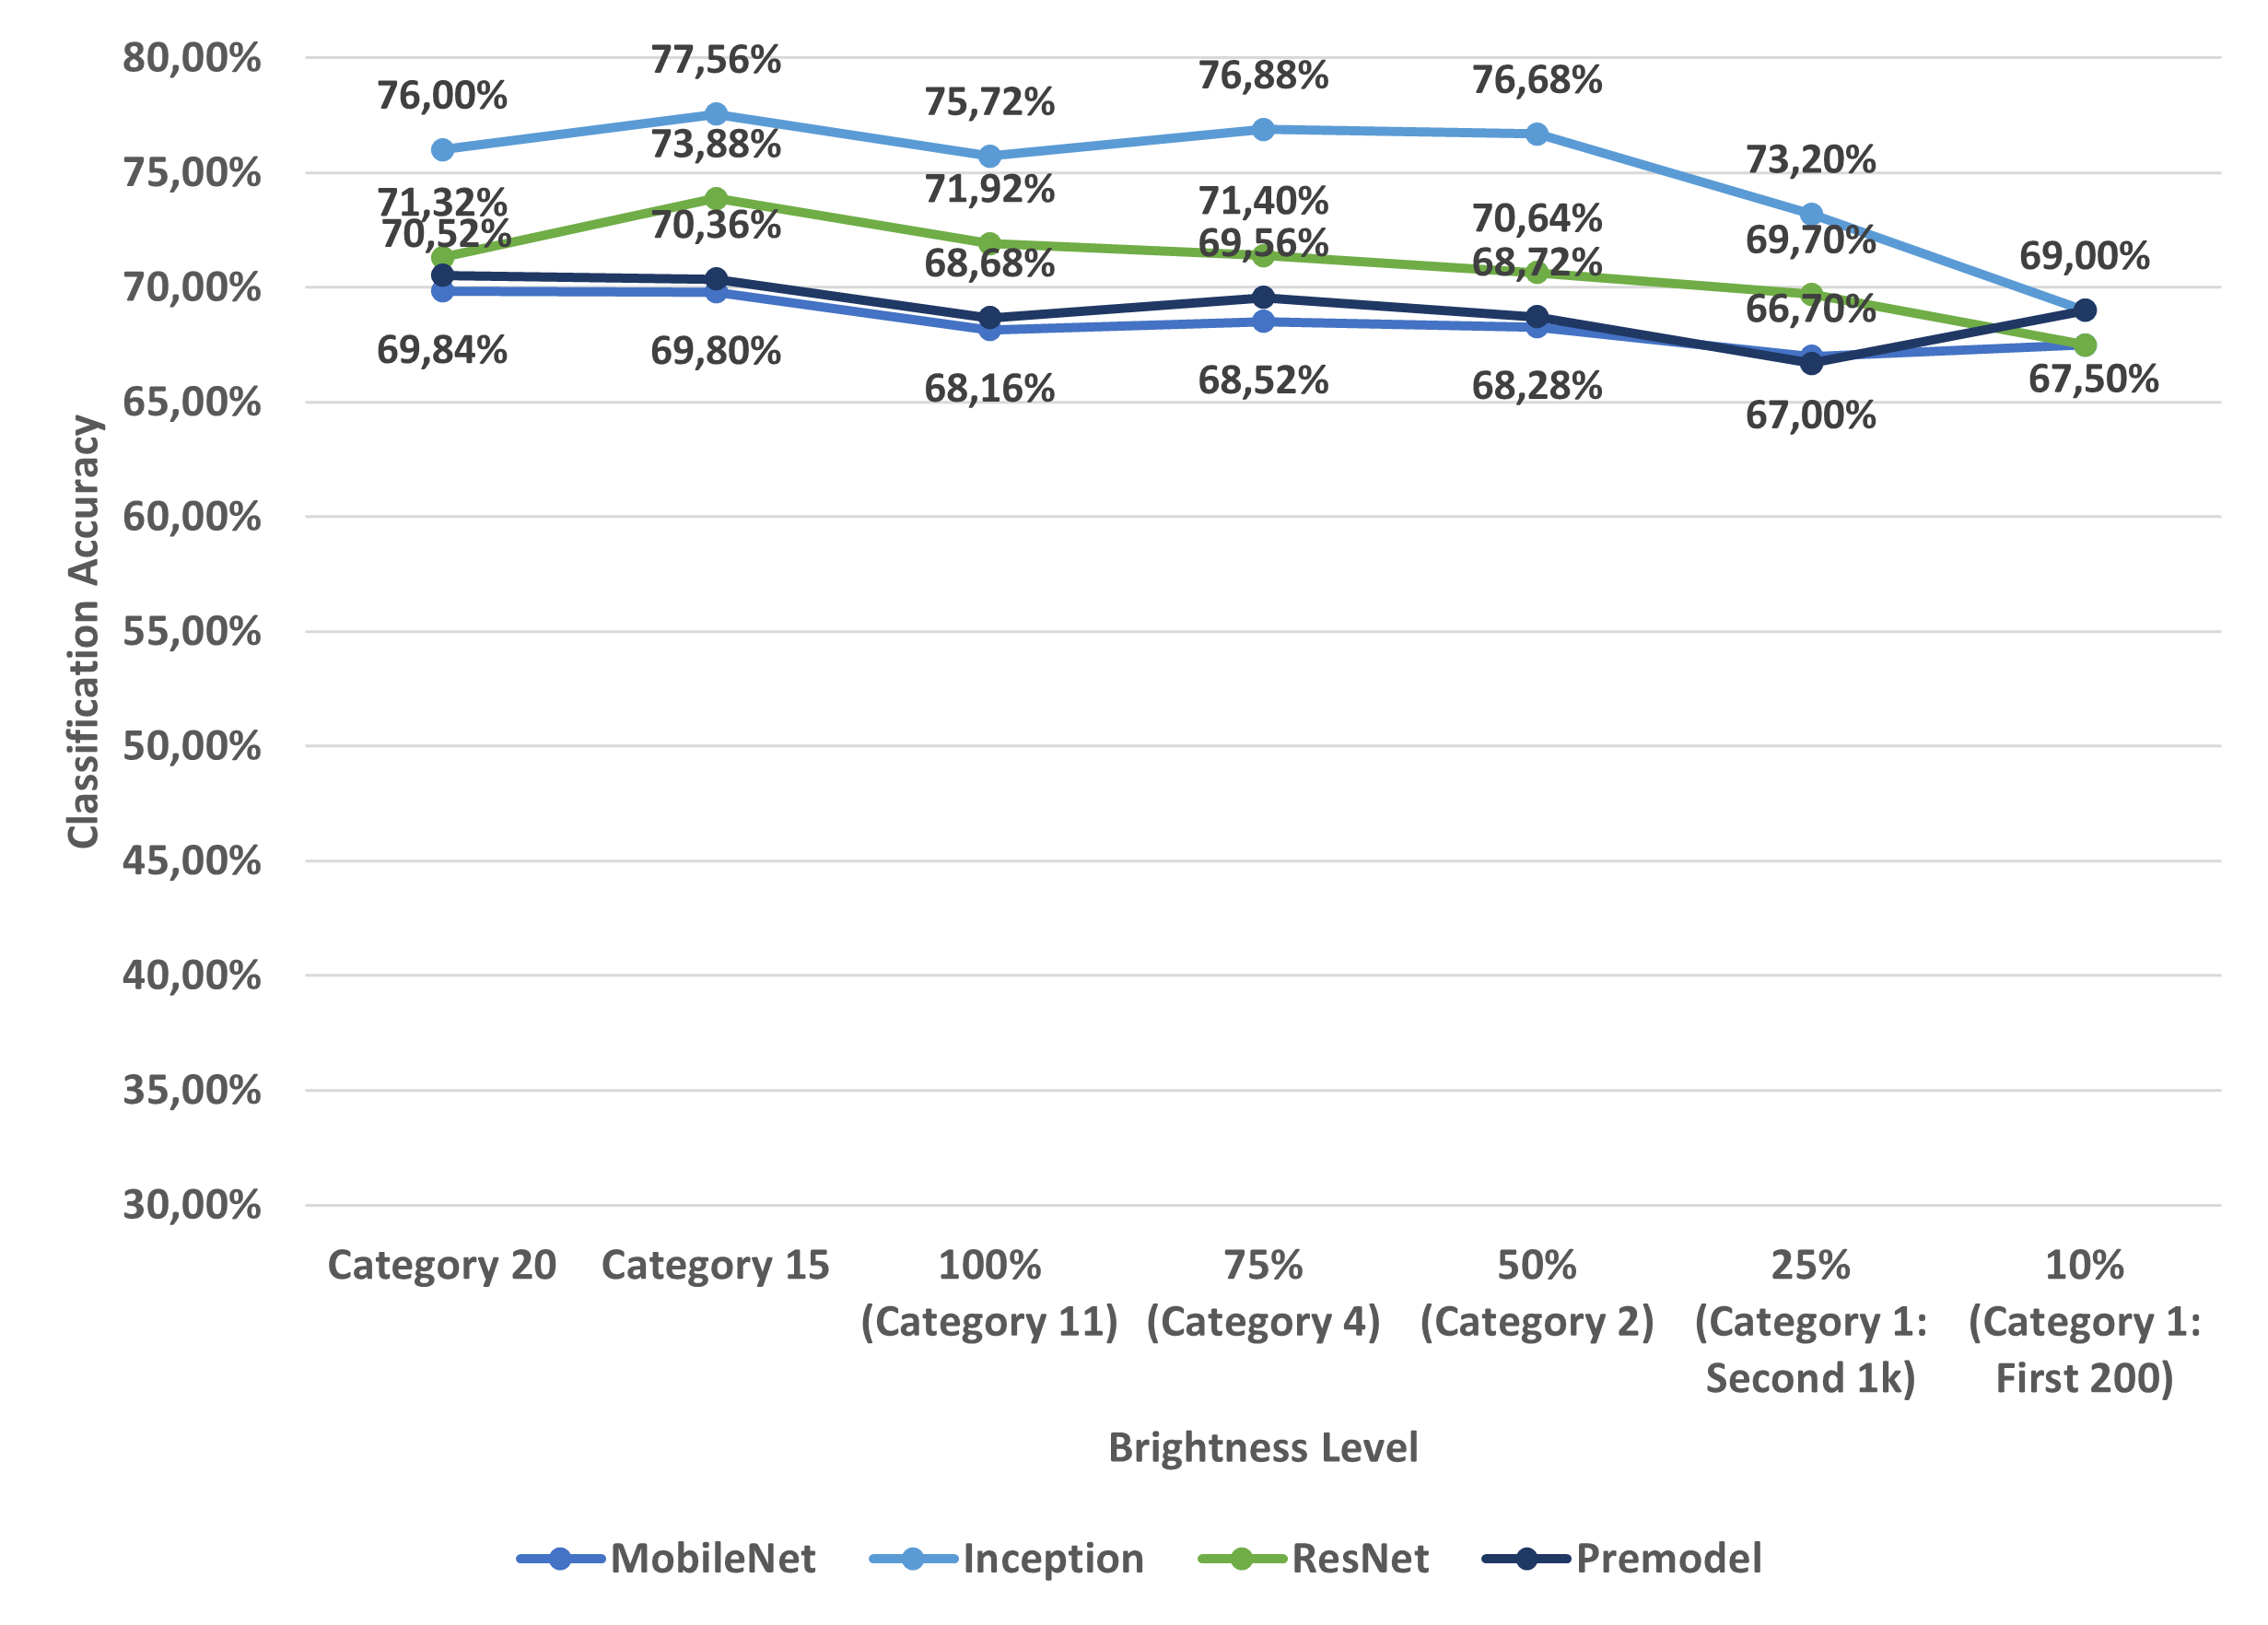 80,00%
75,00%
70,00%
65,00%
60,00%
55,00%
50,00%
45,00%
40,00%
35,00%
30,00%
Classification Accuracy
76,00%
77,56%
75,72%
76,88%
76,68%
73,20%
69,00%
71,32%
73,88%
71,92%
71,40%
70,64%
69,70%
70,52%
70,36%
68,68%
69,56%
68,72%
66,70%
69,84%
69,80%
68,16%
68,52%
68,28%
67,00%
67,50%
Category 20
Category 15
100%
(Category 11)
75%
(Category 4)
50%
(Category 2)
25%
(Category 1:
Second 1k)
10%
(Category 1:
First 200)
Brightness Level
MobileNet
Inception
ResNet
Premodel